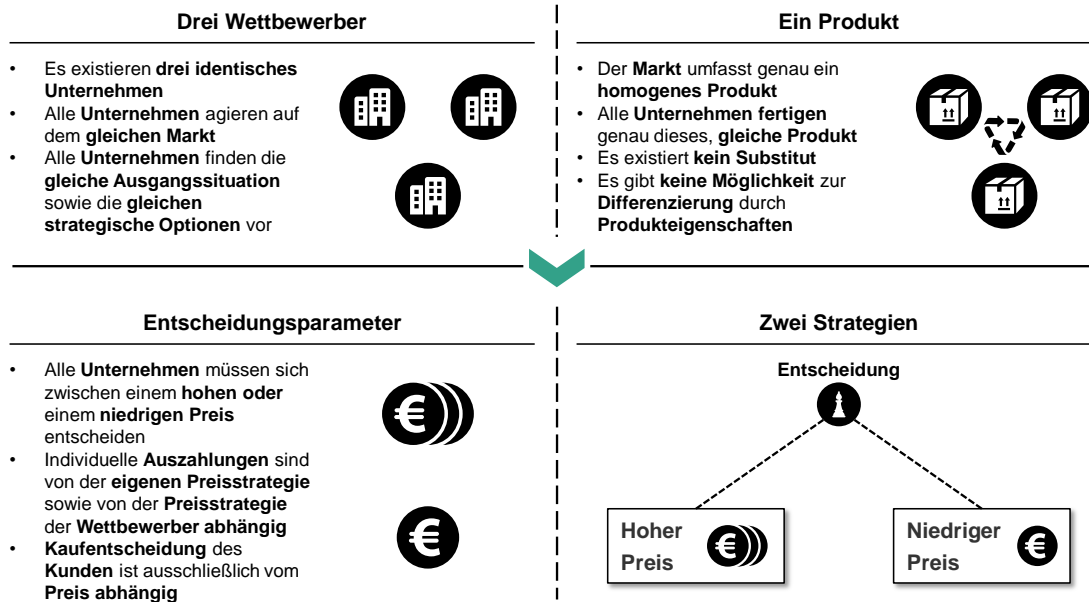 Drei Wettbewerber
• Es existieren drei identisches
Unternehmen
• Alle Unternehmen agieren auf
dem gleichen Markt
• Alle Unternehmen finden die
gleiche Ausgangssituation
sowie die gleichen
strategische Optionen vor
Ein Produkt
• Der Markt umfasst genau ein
homogenes Produkt
• Alle Unternehmen fertigen
genau dieses, gleiche Produkt
• Es existiert kein Substitut
• Es gibt keine Möglichkeit zur
Differenzierung durch
Produkteigenschaften
Entscheidungsparameter
• Alle Unternehmen müssen sich
zwischen einem hohen oder
einem niedrigen Preis
entscheiden
• Individuelle Auszahlungen sind
von der eigenen Preisstrategie
sowie von der Preisstrategie
der Wettbewerber abhängig
• Kaufentscheidung des
Kunden ist ausschließlich vom
Preis abhängig
€
€
Zwei Strategien
Entscheidung
Hoher
Preis
€
Niedriger
Preis
€